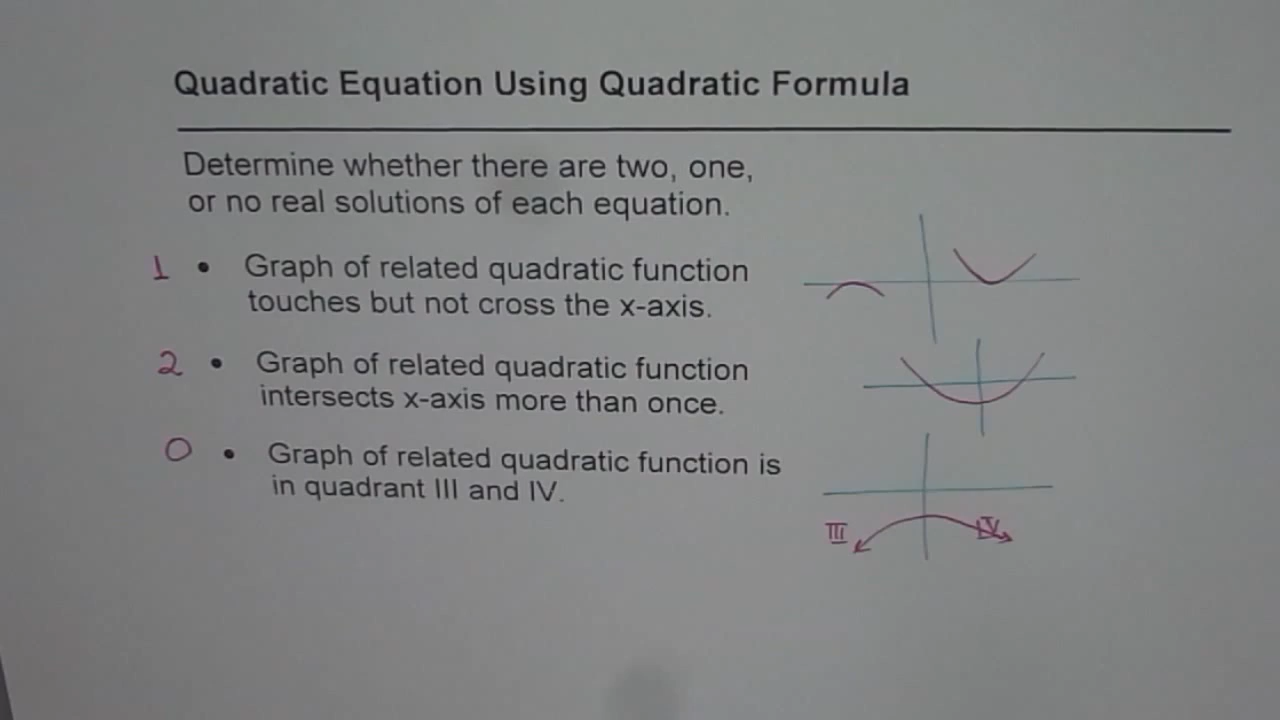 Quadratic Equation Using Quadratic Formula
Determine whether there are two, one,
or no real solutions of each equation.
1 • Graph of related quadratic function
touches but not cross the x-axis.
2 • Graph of related quadratic function
intersects x-axis more than once.
0 • Graph of related quadratic function is
in quadrant III and IV.
III IV